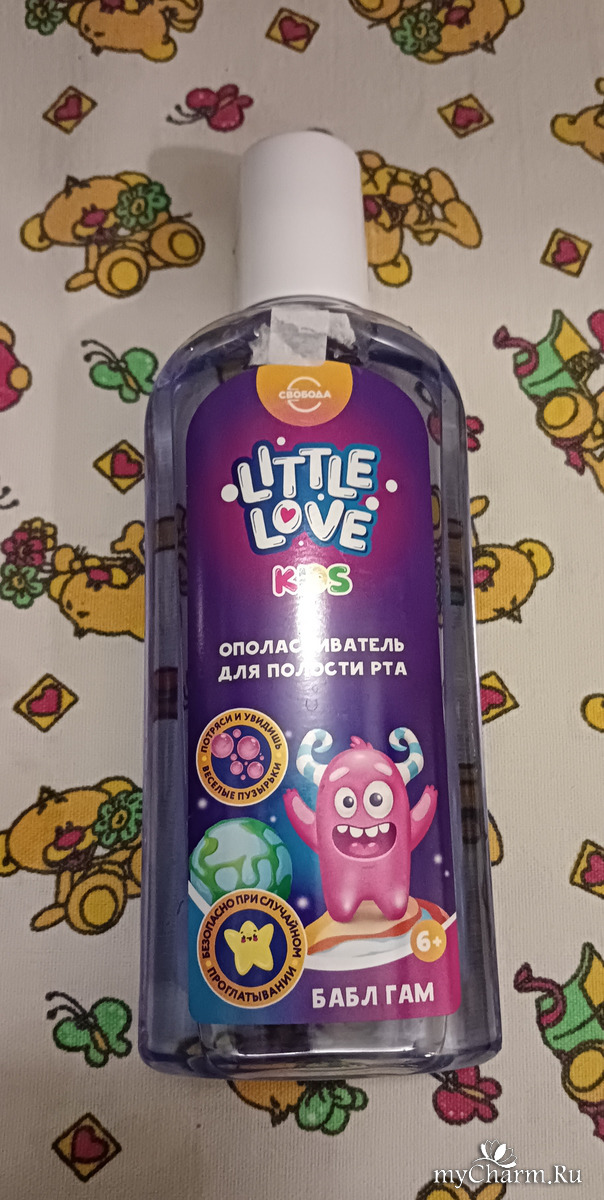 СВОБОДА
LITTLE
LOVE
KIDS
ОПОЛАСКИВАТЕЛЬ
ДЛЯ ПОЛОСТИ РТА
ПОТРЯСИ И УВИДИШЬ
ВЕСЕЛЫЕ ПУЗЫРЬКИ
БЕЗОПАСНО ПРИ СЛУЧАЙНОМ
ПРОГЛАТЫВАНИИ
6+
БАБЛ ГАМ
myCharm.Ru